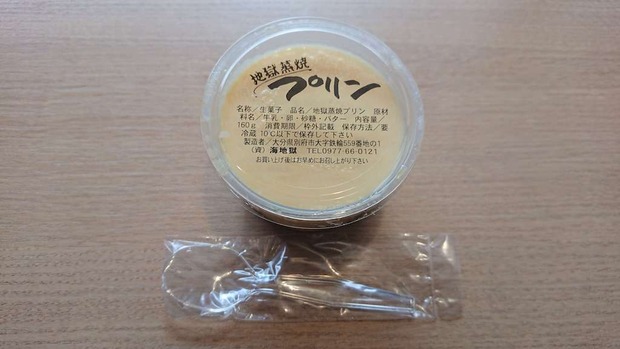 地獄蒸焼
プリン
名称/生菓子 品名/地獄蒸焼プリン 原材
料名/牛乳・卵・砂糖・バター 内容量/
160g 消費期限/枠外記載 保存方法/要
冷蔵10℃以下で保存して下さい
製造者/大分県別府市大字鉄輪559番地の1
(資)海地獄 TEL0977-66-0121
お買い上げ後はお早めにお召し上がり下さい